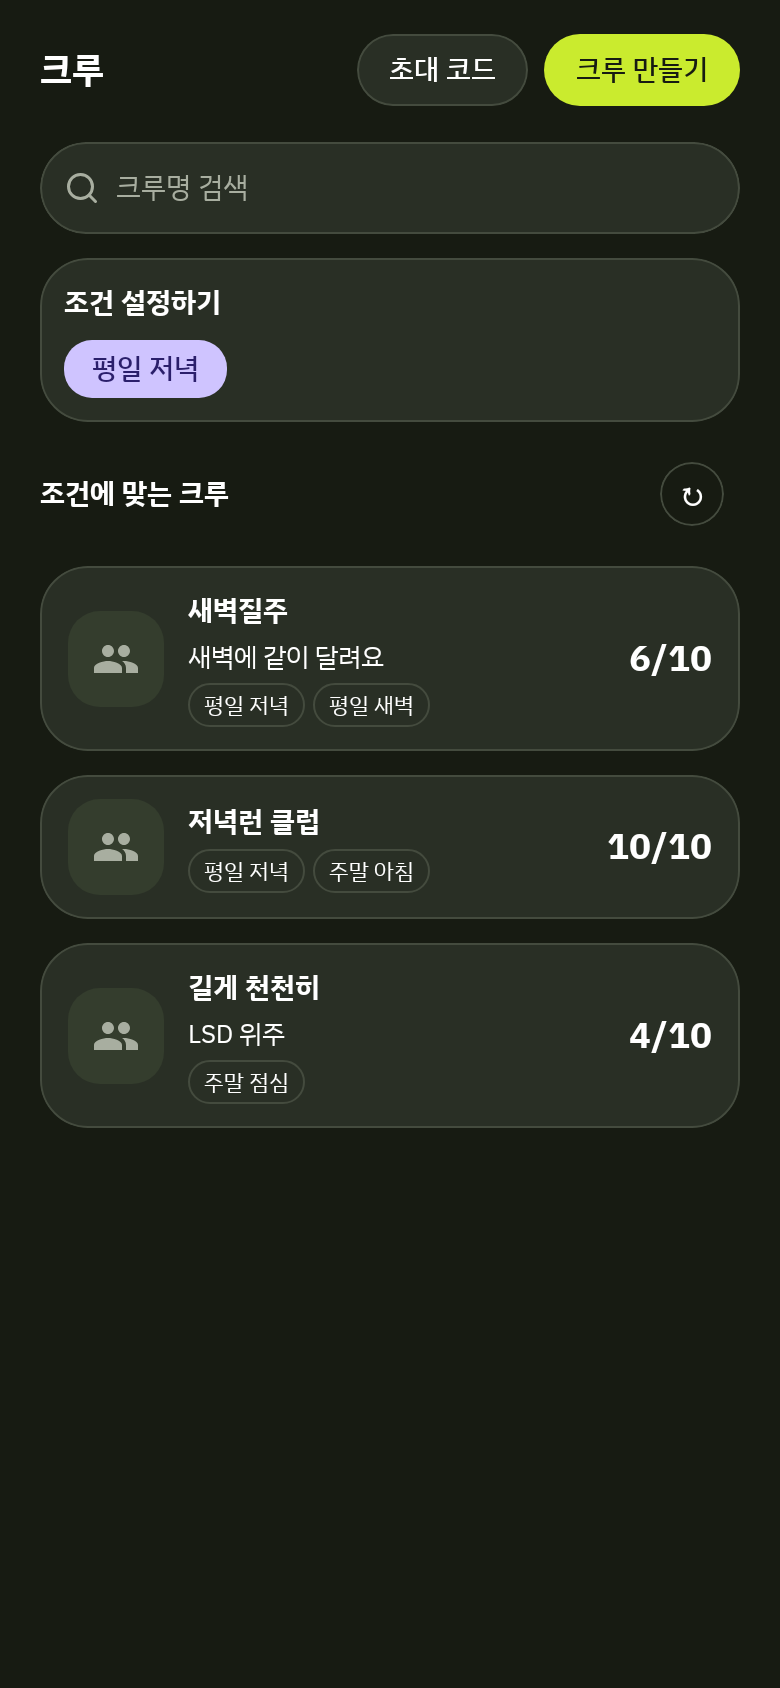 크루
초대 코드
크루 만들기
크루명 검색
조건 설정하기
평일 저녁
조건에 맞는 크루
새벽질주
새벽에 같이 달려요
평일 저녁 평일 새벽
6/10
저녁런 클럽
평일 저녁 주말 아침
10/10
길게 천천히
LSD 위주
주말 점심
4/10